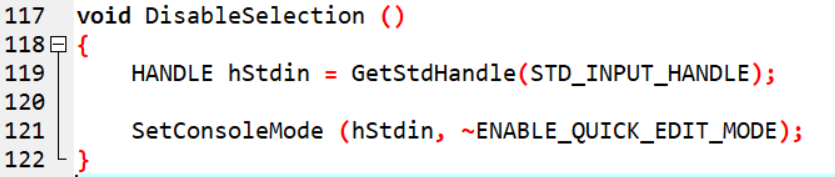 117 void DisableSelection ()
118 {
119 HANDLE hStdin = GetStdHandle(STD_INPUT_HANDLE);
120
121 SetConsoleMode (hStdin, ~ENABLE_QUICK_EDIT_MODE);
122 }